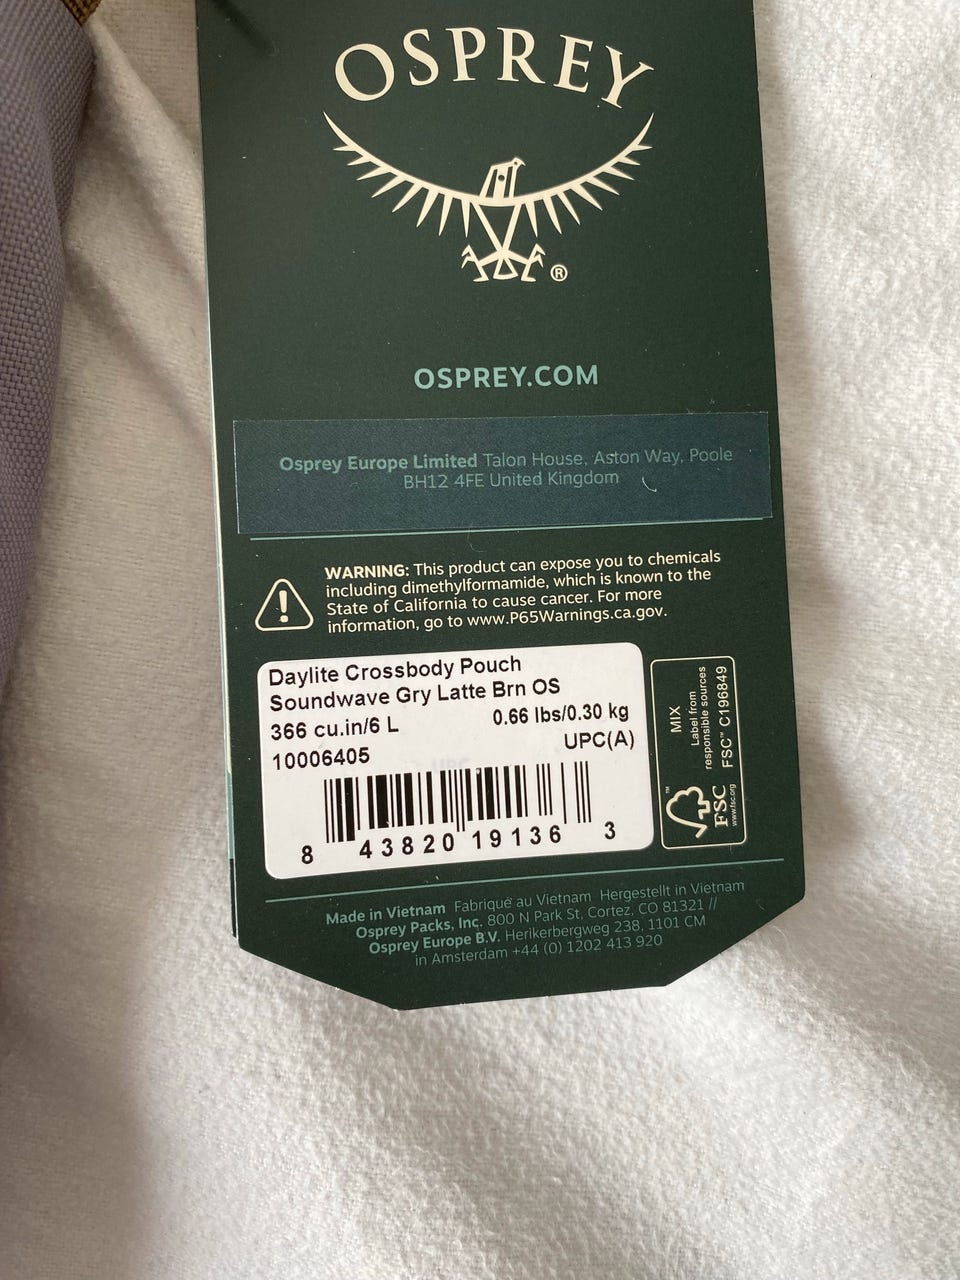 OSPREY
®
OSPREY.COM
Osprey Europe Limited Talon House, Aston Way, Poole
BH12 4FE United Kingdom
WARNING: This product can expose you to chemicals
including dimethylformamide, which is known to the
State of California to cause cancer. For more
information, go to www.P65Warnings.ca.gov.
Daylite Crossbody Pouch
Soundwave Gry Latte Brn OS
366 cu.in/6 L 0.66 lbs/0.30 kg
10006405 UPC(A)
8 43820 19136 3
MIX
Label from
responsible sources
FSC™ C196849
™
FSC
www.fsc.org
Made in Vietnam Fabriqué au Vietnam Hergestellt in Vietnam
Osprey Packs, Inc. 800 N Park St, Cortez, CO 81321 //
Osprey Europe B.V. Herikerbergweg 238, 1101 CM
in Amsterdam +44 (0) 1202 413 920